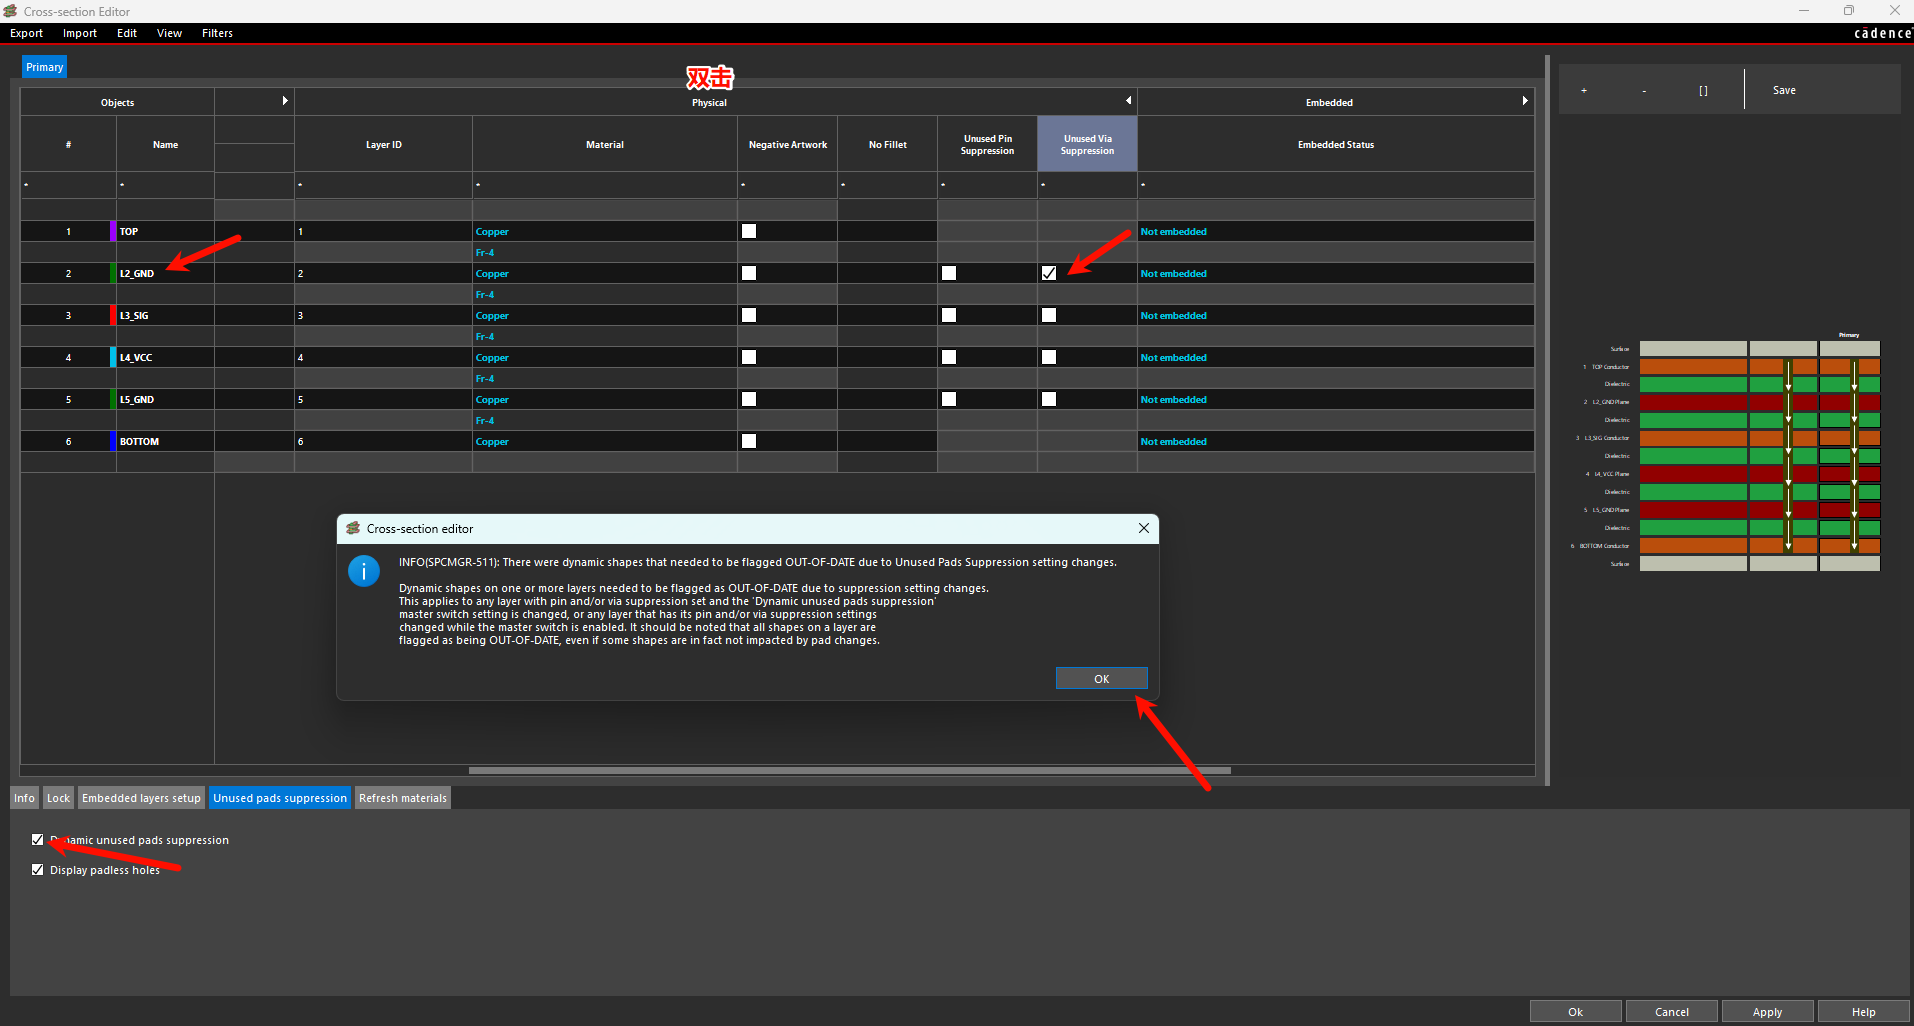 Cross-section Editor
Export Import Edit View Filters
cādence
Primary
双击
Objects Physical Embedded
# Name Layer ID Material Negative Artwork No Fillet Unused Pin Suppression Unused Via Suppression Embedded Status
* * * * * * * * *
1 TOP 1 Copper Not embedded
Fr-4
2 L2_GND 2 Copper Not embedded
Fr-4
3 L3_SIG 3 Copper Not embedded
Fr-4
4 L4_VCC 4 Copper Not embedded
Fr-4
5 L5_GND 5 Copper Not embedded
Fr-4
6 BOTTOM 6 Copper Not embedded
+ - [ ] Save
Primary
Surface
1 TOP Conductor
Dielectric
2 L2_GND Plane
Dielectric
3 L3_SIG Conductor
Dielectric
4 L4_VCC Plane
Dielectric
5 L5_GND Plane
Dielectric
6 BOTTOM Conductor
Surface
Cross-section editor
INFO(SPCMGR-511): There were dynamic shapes that needed to be flagged OUT-OF-DATE due to Unused Pads Suppression setting changes.
Dynamic shapes on one or more layers needed to be flagged as OUT-OF-DATE due to suppression setting changes.
This applies to any layer with pin and/or via suppression set and the 'Dynamic unused pads suppression'
master switch setting is changed, or any layer that has its pin and/or via suppression settings
changed while the master switch is enabled. It should be noted that all shapes on a layer are
flagged as being OUT-OF-DATE, even if some shapes are in fact not impacted by pad changes.
OK
Info Lock Embedded layers setup Unused pads suppression Refresh materials
Dynamic unused pads suppression
Display padless holes
Ok Cancel Apply Help